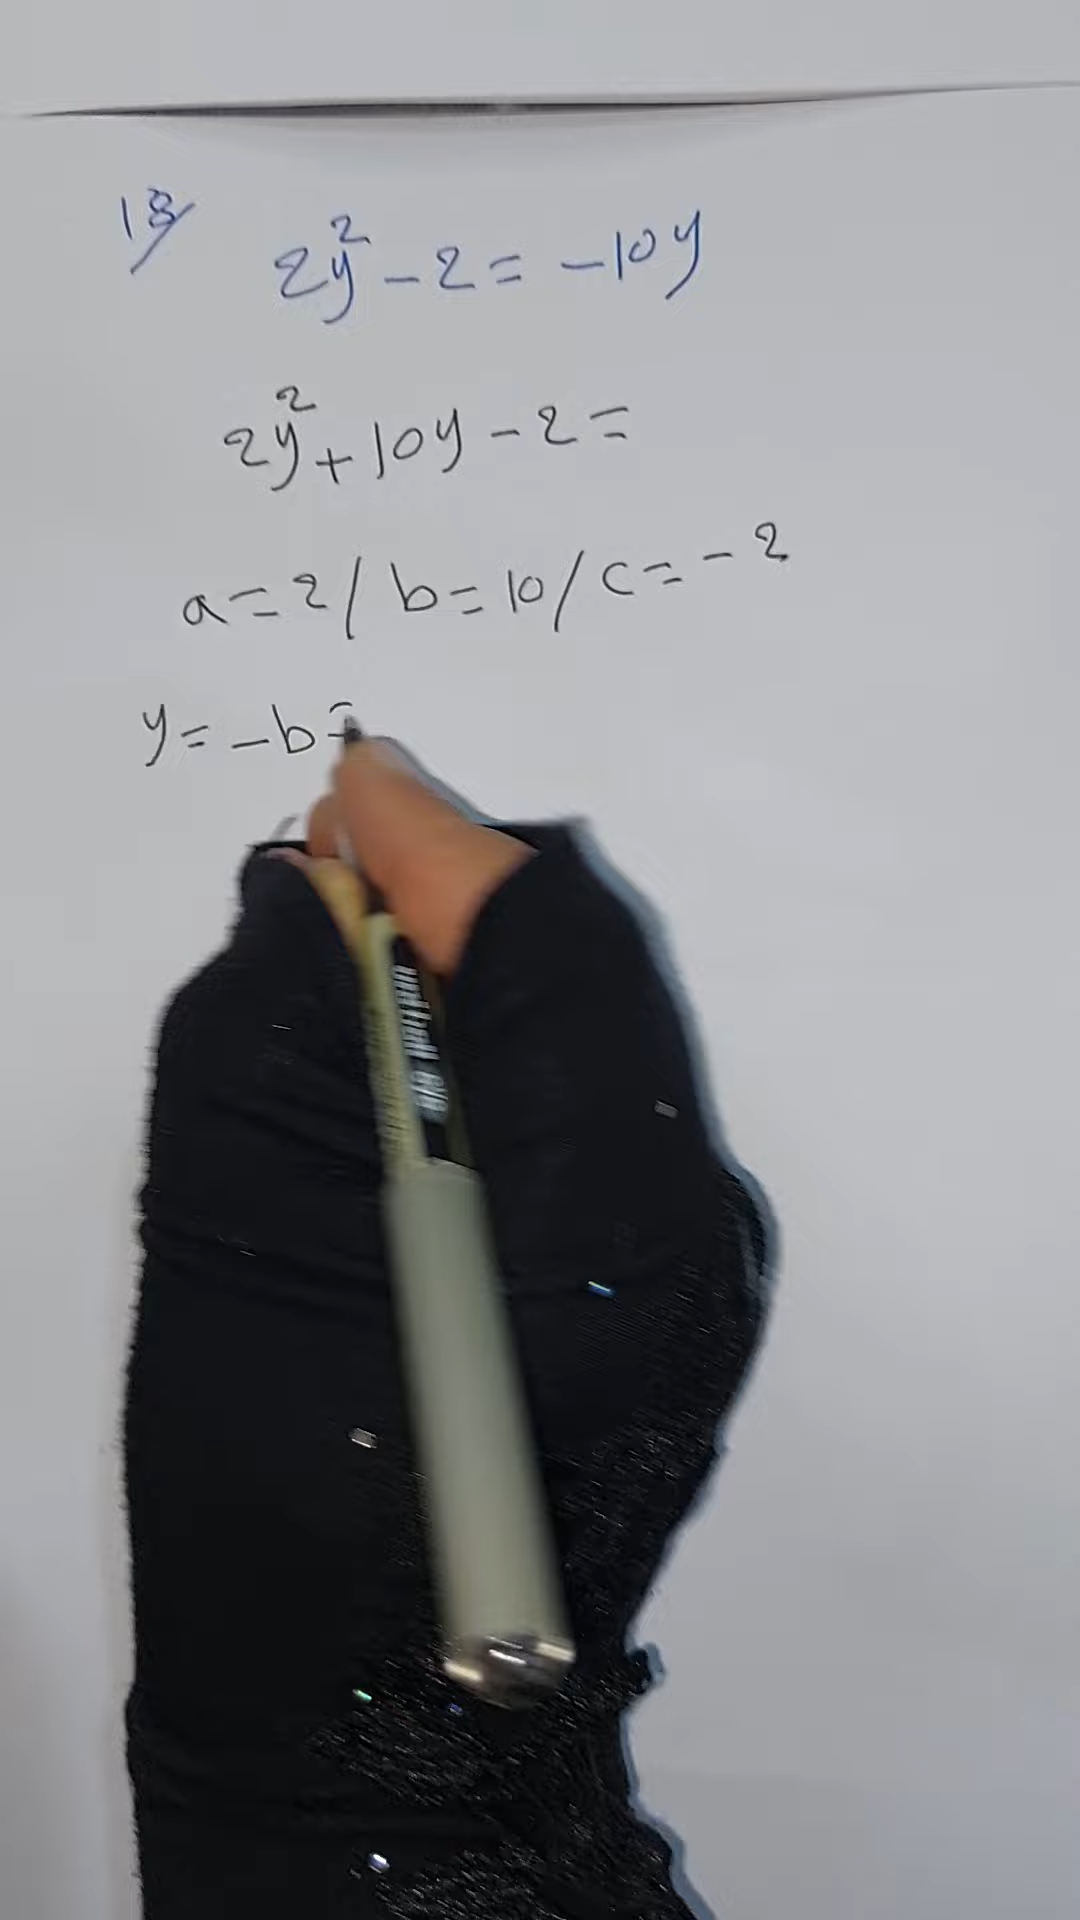 18/
2y² - 2 = -10y
2y² + 10y - 2 =
a = 2 / b = 10 / c = -2
y = -b